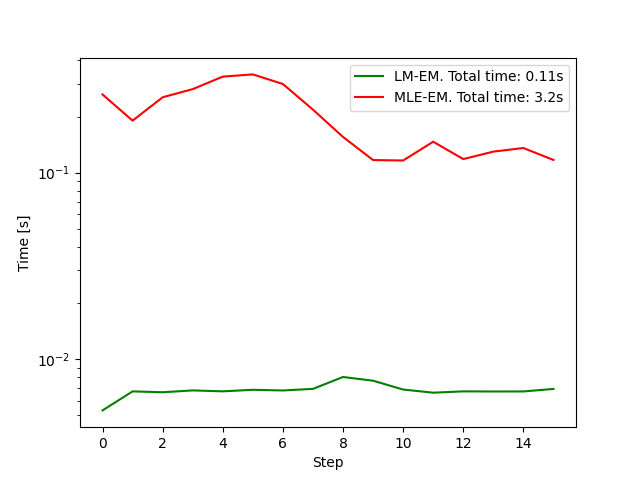 LM-EM. Total time: 0.11s
MLE-EM. Total time: 3.2s
10⁻¹
10⁻²
Time [s]
0 2 4 6 8 10 12 14
Step